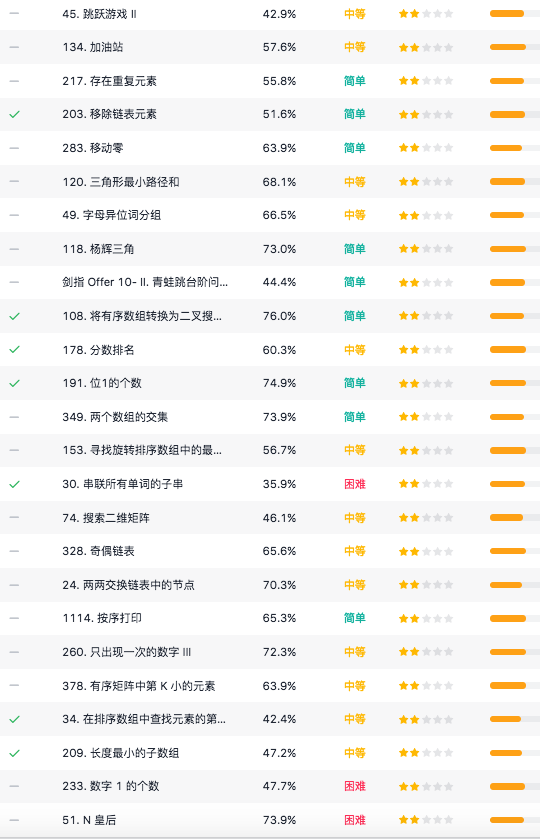 45. 跳跃游戏 II 42.9% 中等
134. 加油站 57.6% 中等
217. 存在重复元素 55.8% 简单
203. 移除链表元素 51.6% 简单
283. 移动零 63.9% 简单
120. 三角形最小路径和 68.1% 中等
49. 字母异位词分组 66.5% 中等
118. 杨辉三角 73.0% 简单
剑指 Offer 10- II. 青蛙跳台阶问... 44.4% 简单
108. 将有序数组转换为二叉搜... 76.0% 简单
178. 分数排名 60.3% 中等
191. 位1的个数 74.9% 简单
349. 两个数组的交集 73.9% 简单
153. 寻找旋转排序数组中的最... 56.7% 中等
30. 串联所有单词的子串 35.9% 困难
74. 搜索二维矩阵 46.1% 中等
328. 奇偶链表 65.6% 中等
24. 两两交换链表中的节点 70.3% 中等
1114. 按序打印 65.3% 简单
260. 只出现一次的数字 III 72.3% 中等
378. 有序矩阵中第 K 小的元素 63.9% 中等
34. 在排序数组中查找元素的第... 42.4% 中等
209. 长度最小的子数组 47.2% 中等
233. 数字 1 的个数 47.7% 困难
51. N 皇后 73.9% 困难